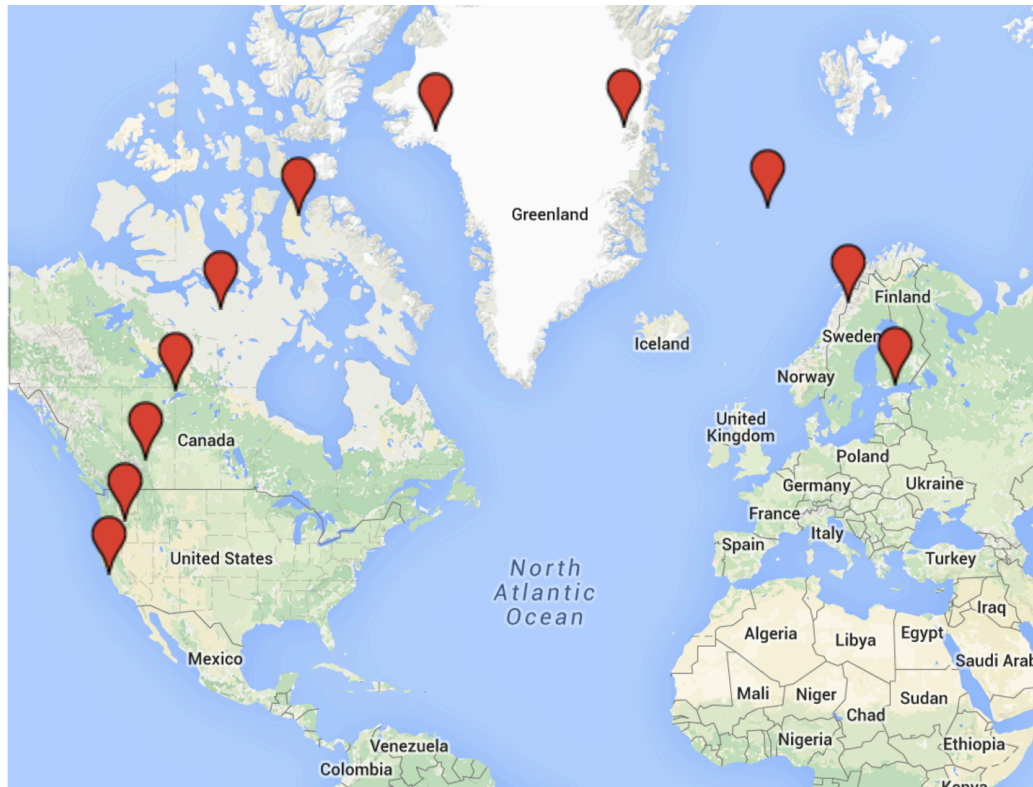 Greenland
Finland
Iceland
Sweden
Norway
United
Kingdom
Canada
Poland
Germany
Ukraine
France
Italy
Spain
United States
Turkey
North
Atlantic
Ocean
Iraq
Algeria
Libya
Egypt
Mexico
Saudi Arab
Mali
Niger
Sudan
Chad
Nigeria
Venezuela
Ethiopia
Colombia
Kenya